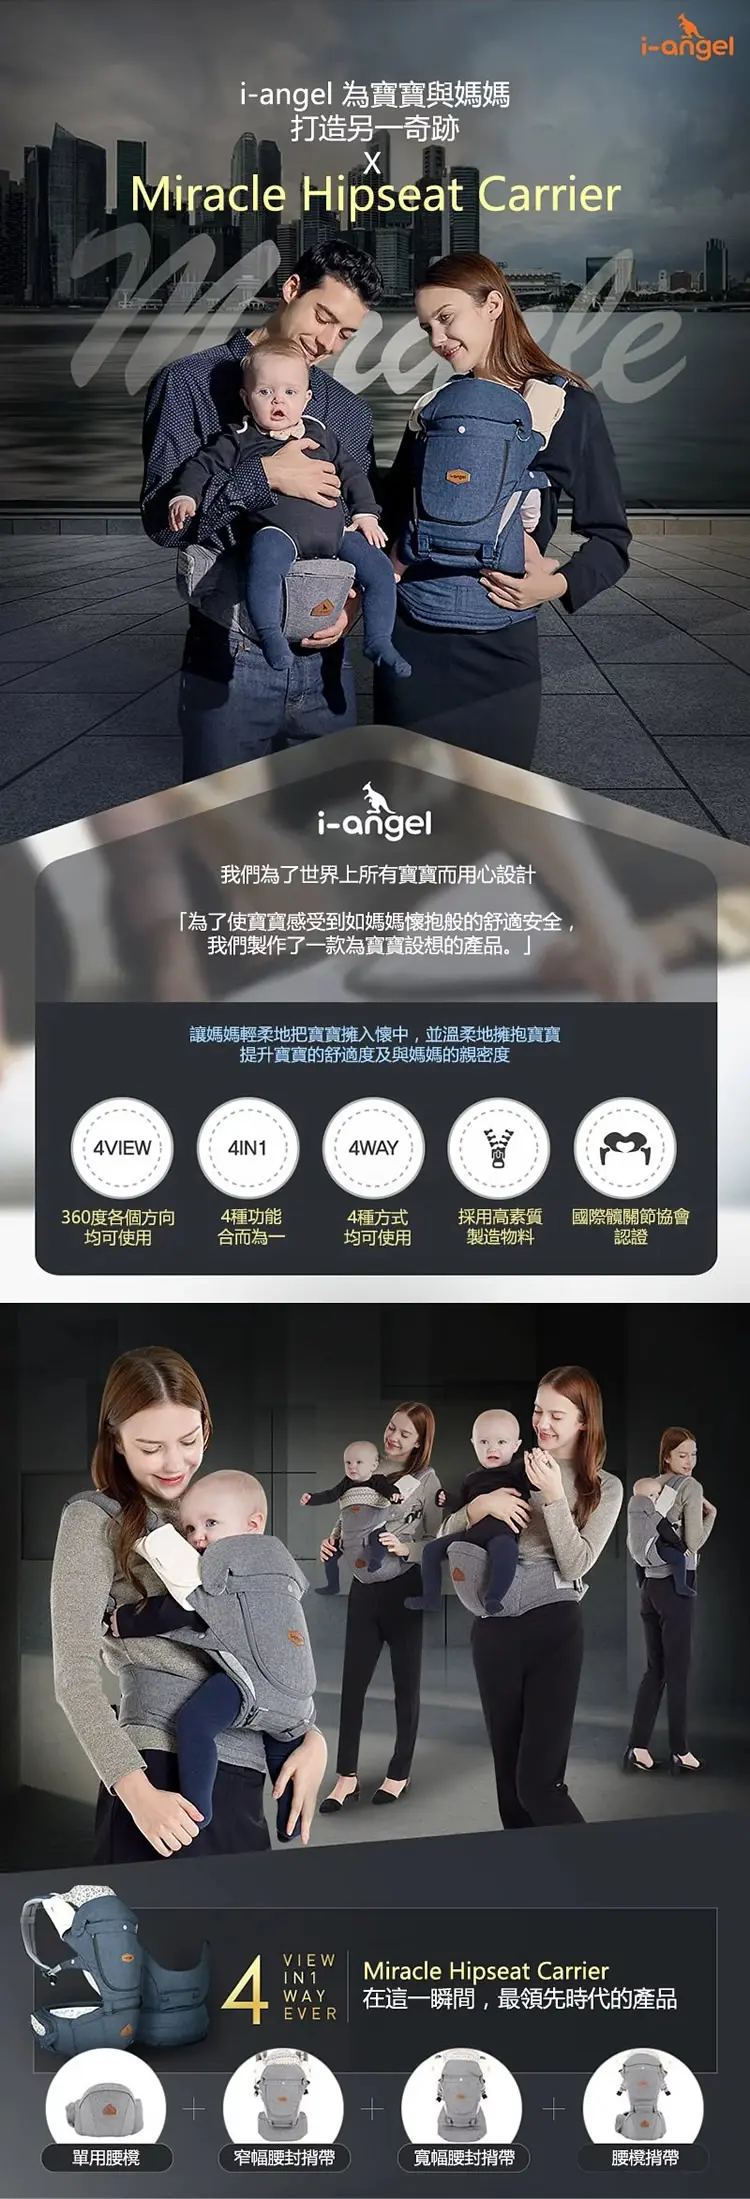 i-angel
i-angel 為寶寶與媽媽
打造另一奇跡
X
Miracle Hipseat Carrier
Miracle
i-angel
i-angel
我們為了世界上所有寶寶而用心設計
「為了使寶寶感受到如媽媽懷抱般的舒適安全，
我們製作了一款為寶寶設想的產品。」
讓媽媽輕柔地把寶寶擁入懷中，並溫柔地擁抱寶寶
提升寶寶的舒適度及與媽媽的親密度
4VIEW
4IN1
4WAY
360度各個方向
均可使用
4種功能
合而為一
4種方式
均可使用
採用高素質
製造物料
國際髖關節協會
認證
4
VIEW
IN1
WAY
EVER
Miracle Hipseat Carrier
在這一瞬間，最領先時代的產品
單用腰櫈
窄幅腰封揹帶
寬幅腰封揹帶
腰櫈揹帶